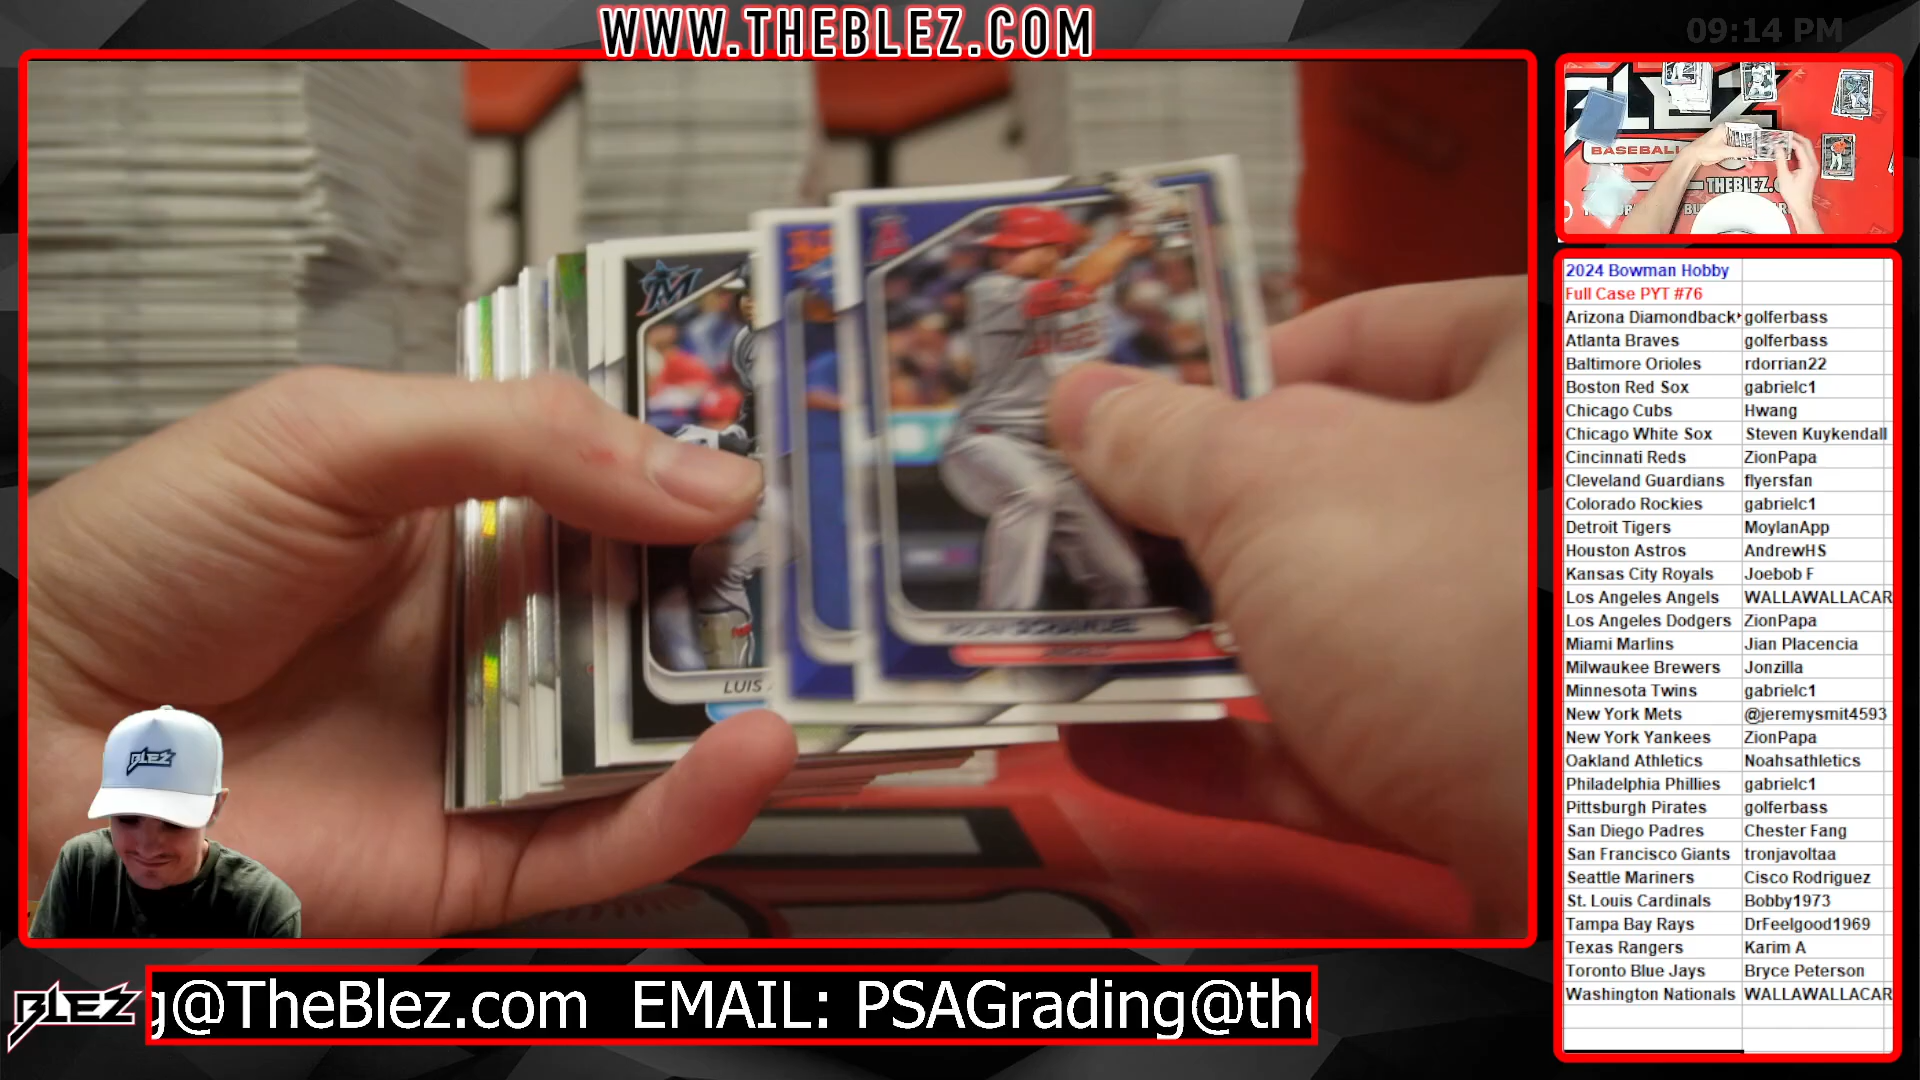 WWW.THEBLEZ.COM
09:14 PM
BASEBALL
THEBLEZ.C
LUIS
BLEZ
2024 Bowman Hobby
Full Case PYT #76
Arizona Diamondback golferbass
Atlanta Braves golferbass
Baltimore Orioles rdorrian22
Boston Red Sox gabrielc1
Chicago Cubs Hwang
Chicago White Sox Steven Kuykendall
Cincinnati Reds ZionPapa
Cleveland Guardians flyersfan
Colorado Rockies gabrielc1
Detroit Tigers MoylanApp
Houston Astros AndrewHS
Kansas City Royals Joebob F
Los Angeles Angels WALLAWALLACAR
Los Angeles Dodgers ZionPapa
Miami Marlins Jian Placencia
Milwaukee Brewers Jonzilla
Minnesota Twins gabrielc1
New York Mets @jeremysmit4593
New York Yankees ZionPapa
Oakland Athletics Noahsathletics
Philadelphia Phillies gabrielc1
Pittsburgh Pirates golferbass
San Diego Padres Chester Fang
San Francisco Giants tronjavoltaa
Seattle Mariners Cisco Rodriguez
St. Louis Cardinals Bobby1973
Tampa Bay Rays DrFeelgood1969
Texas Rangers Karim A
Toronto Blue Jays Bryce Peterson
Washington Nationals WALLAWALLACAR
BLEZ
g@TheBlez.com EMAIL: PSAGrading@the